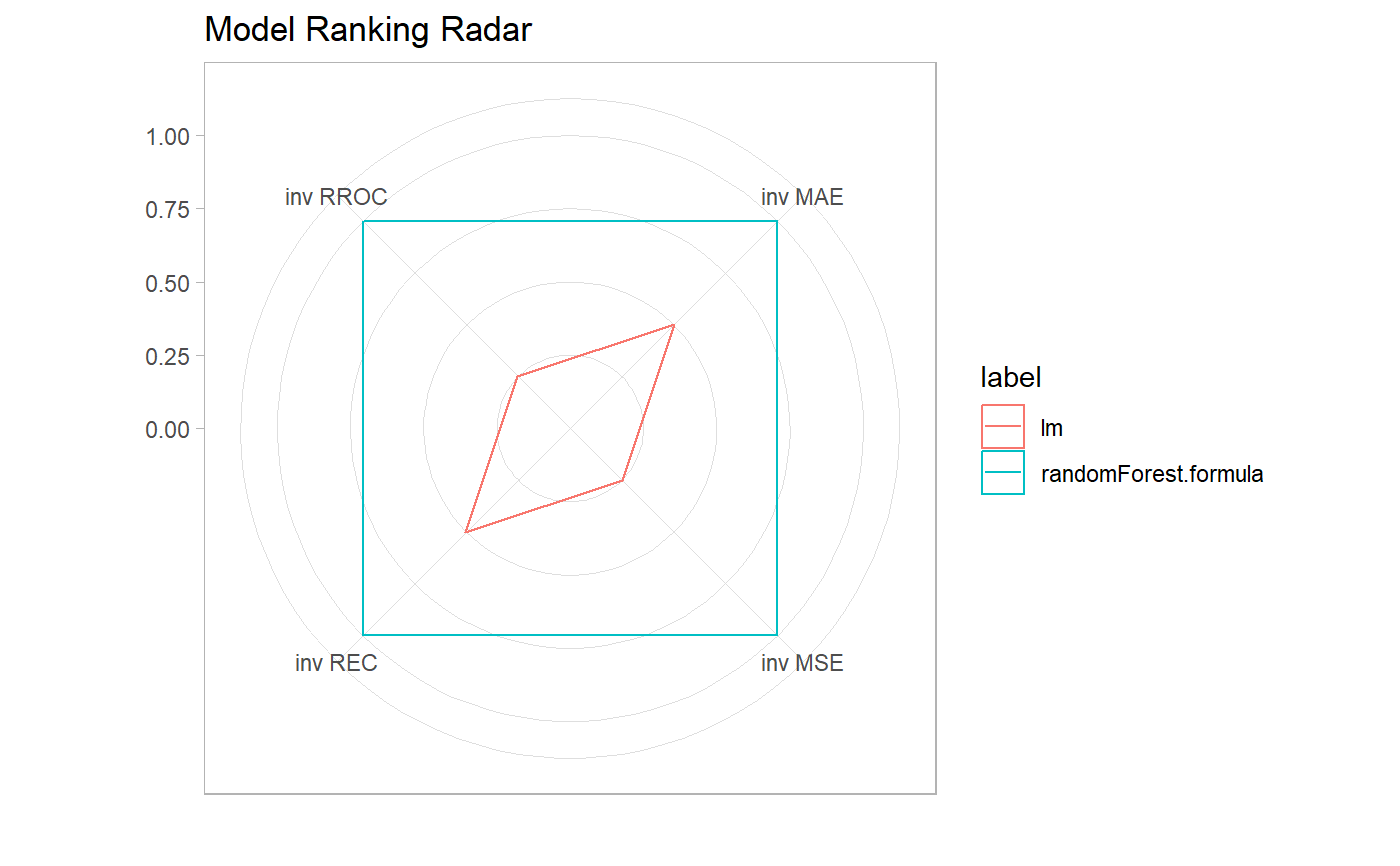 Model Ranking Radar
1.00
0.75
0.50
0.25
0.00
inv RROC
inv MAE
inv REC
inv MSE
label
lm
randomForest.formula